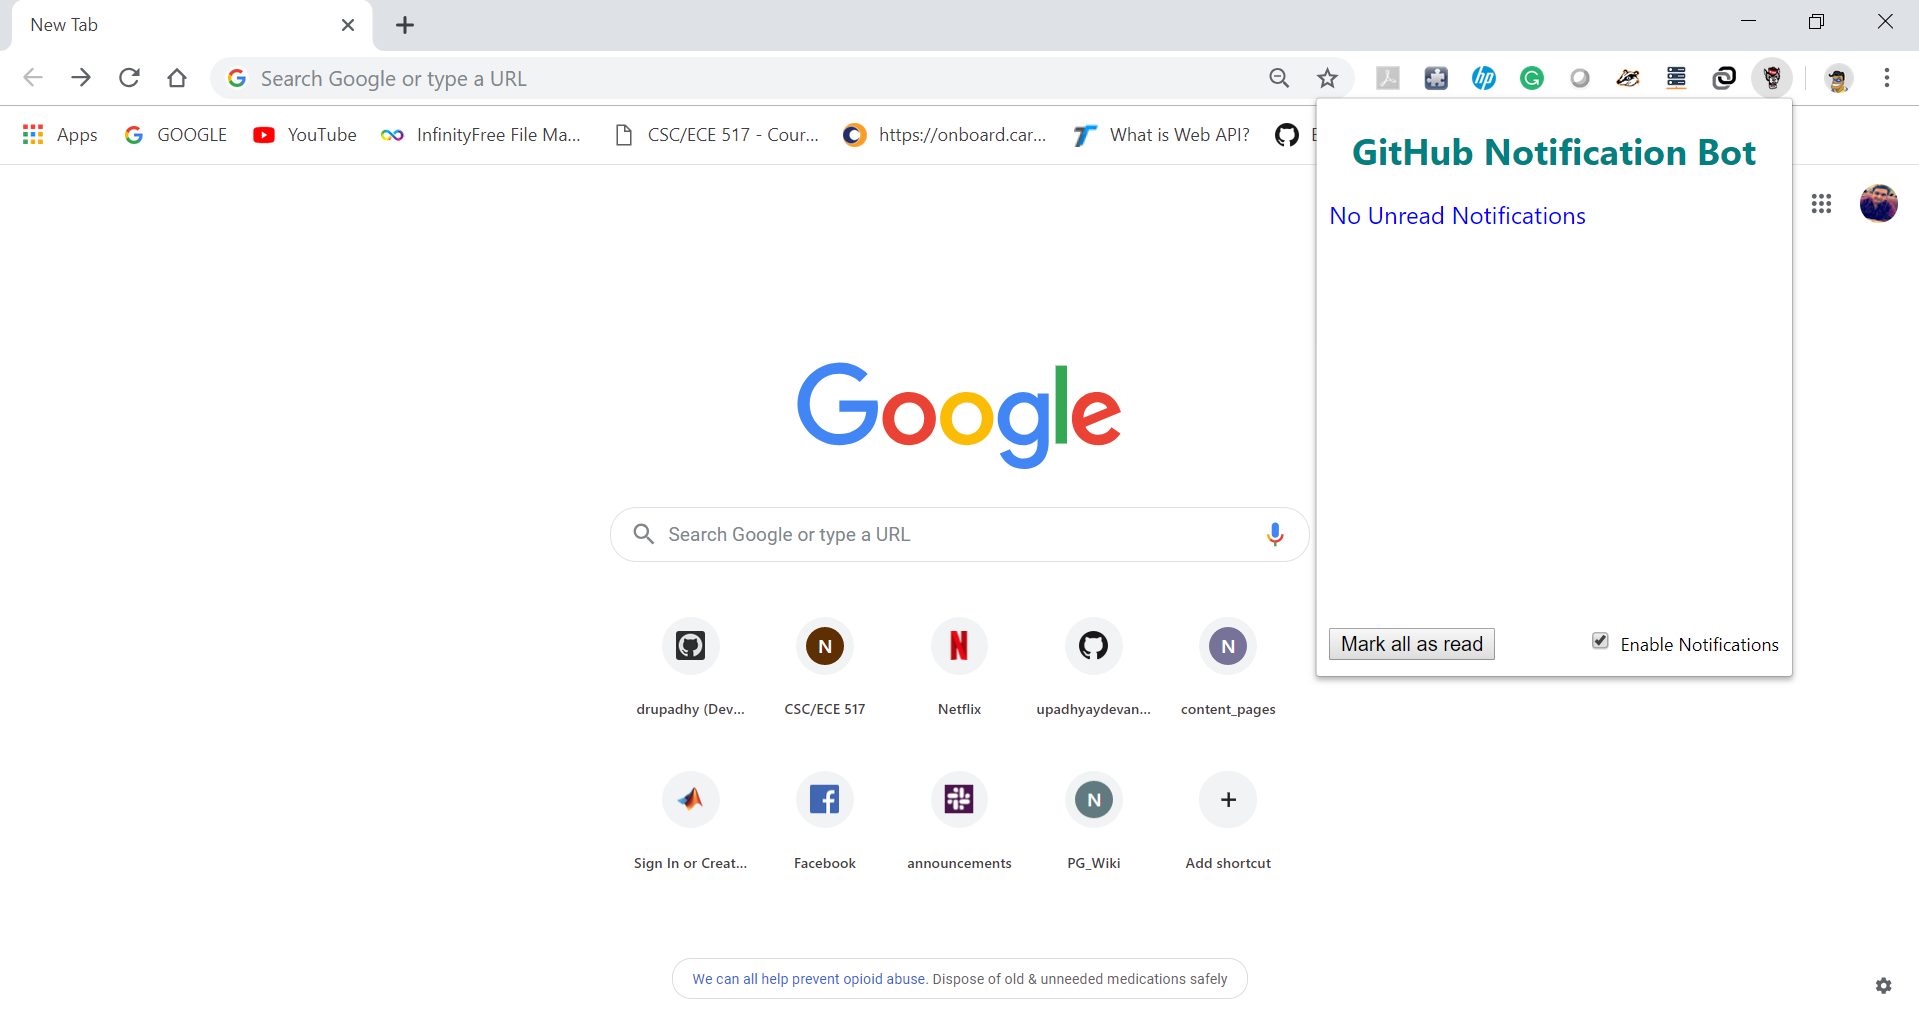 New Tab
Search Google or type a URL
Apps
GOOGLE
YouTube
InfinityFree File Ma...
CSC/ECE 517 - Cour...
https://onboard.car...
What is Web API?
GitHub Notification Bot
No Unread Notifications
Google
Search Google or type a URL
drupadhy (Dev...
N
CSC/ECE 517
Netflix
upadhyaydevan...
N
content_pages
Mark all as read
Enable Notifications
Sign In or Creat...
Facebook
announcements
N
PG_Wiki
Add shortcut
We can all help prevent opioid abuse. Dispose of old & unneeded medications safely